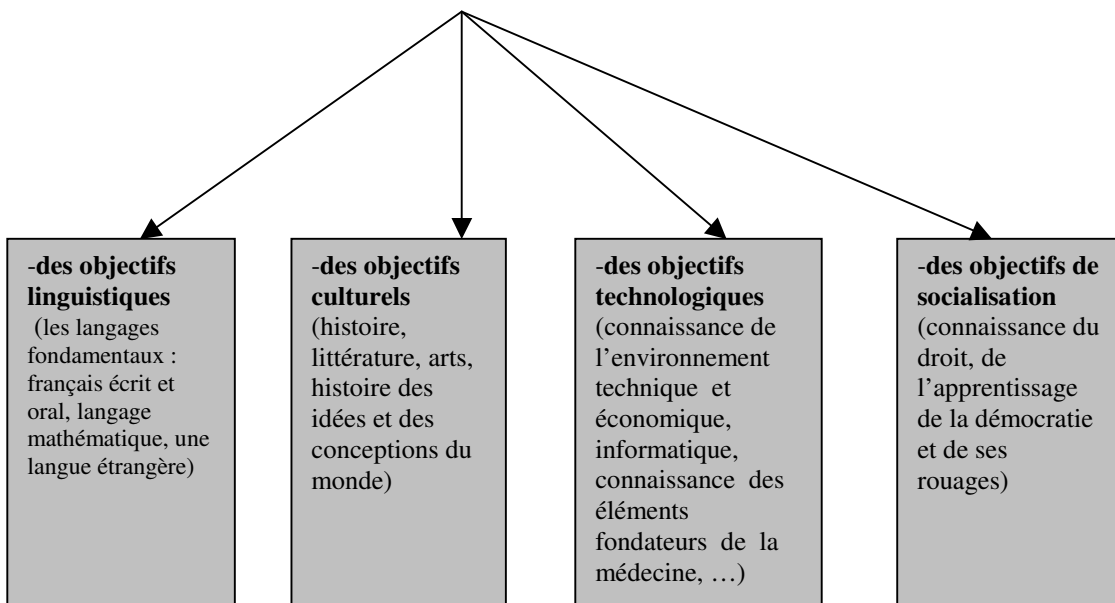 -des objectifs
linguistiques
(les langages
fondamentaux :
français écrit et
oral, langage
mathématique, une
langue étrangère)
-des objectifs
culturels
(histoire,
littérature, arts,
histoire des
idées et des
conceptions du
monde)
-des objectifs
technologiques
(connaissance de
l’environnement
technique et
économique,
informatique,
connaissance des
éléments
fondateurs de la
médecine, …)
-des objectifs de
socialisation
(connaissance du
droit, de
l’apprentissage
de la démocratie
et de ses
rouages)